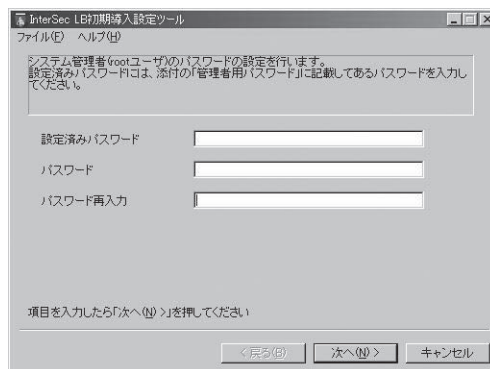 InterSec LB初期導入設定ツール
ファイル(F) ヘルプ(H)
システム管理者(rootユーザ)のパスワードの設定を行います。
設定済みパスワードには、添付の「管理者用パスワード」に記載してあるパスワードを入力し
てください。
設定済みパスワード
パスワード
パスワード再入力
項目を入力したら「次へ(N) >」を押してください
< 戻る(B) 次へ(N) > キャンセル